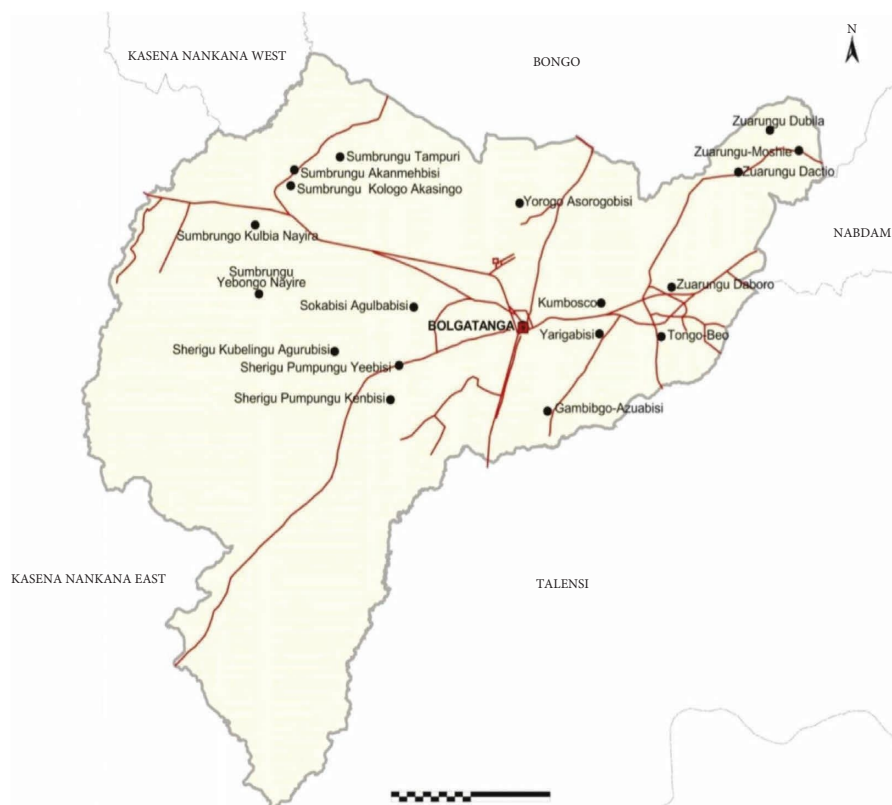 N
KASENA NANKANA WEST
BONGO
Zuarungu Dubila
Zuarungu-Moshie
Zuarungu Dactio
Sumbrungu Tampuri
Sumbrungu Akanmehbisi
Sumbrungu Kologo Akasingo
Yorogo Asorogobisi
Sumbrungo Kulbia Nayira
NABDAM
Sumbrungu
Yebongo Nayire
Zuarungu Daboro
Sokabisi Agulbabisi
Kumbosco
BOLGATANGA
Yarigabisi
Tongo-Beo
Sherigu Kubelingu Agurubisi
Sherigu Pumpungu Yeebisi
Sherigu Pumpungu Kenbisi
Gambibgo-Azuabisi
KASENA NANKANA EAST
TALENSI